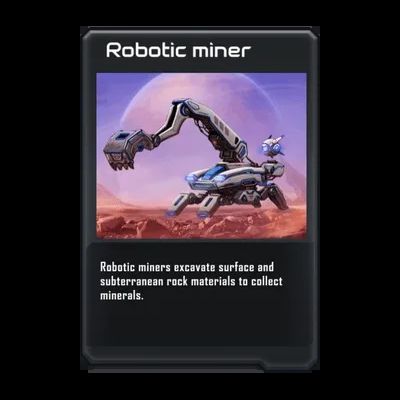 Robotic miner
Robotic miners excavate surface and
subterranean rock materials to collect
minerals.